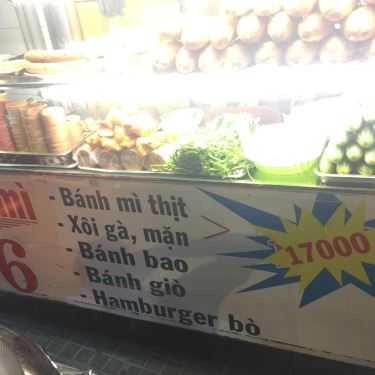 mì
6
- Bánh mì thịt
- Xôi gà, mặn
- Bánh bao
- Bánh giò
- Hamburger bò
17000